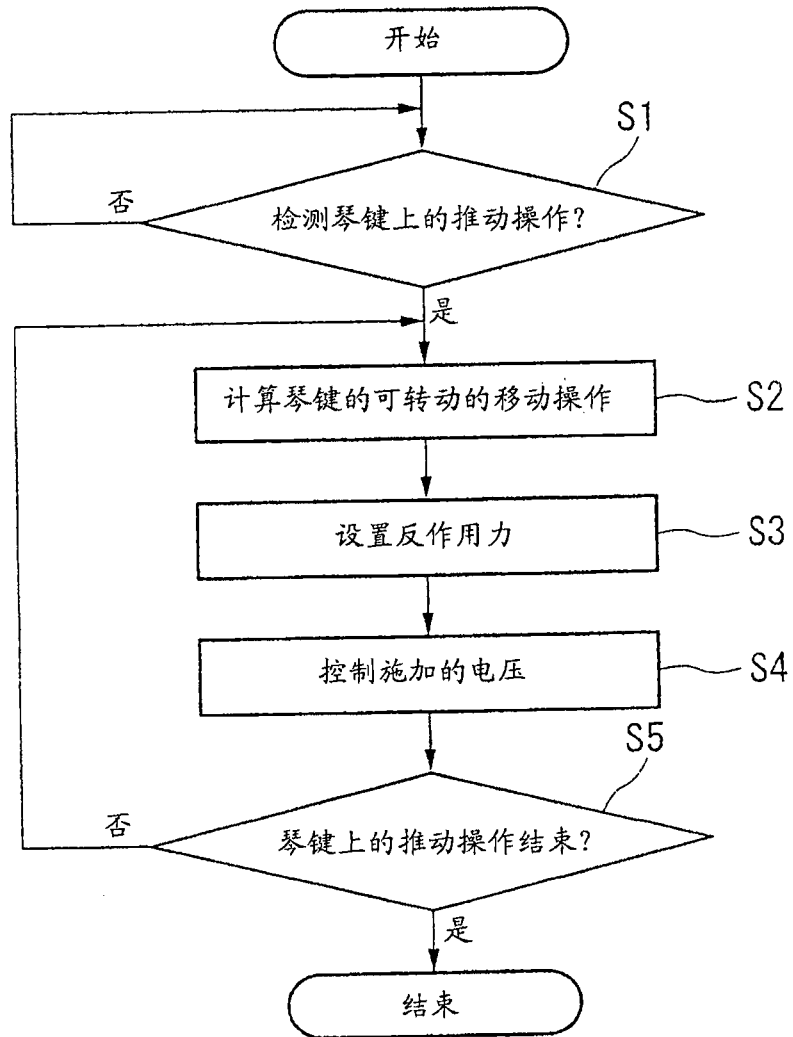 开始
S1
否
检测琴键上的推动操作?
是
计算琴键的可转动的移动操作
S2
设置反作用力
S3
控制施加的电压
S4
S5
否
琴键上的推动操作结束?
是
结束